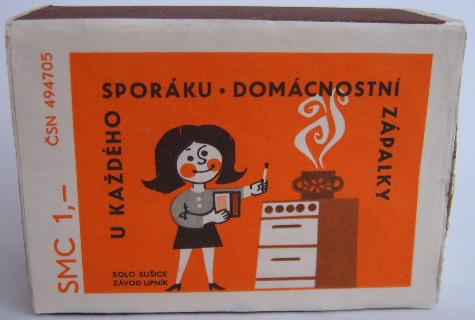 ČSN 494705
SMC 1,-
U KAŽDÉHO
SPORÁKU · DOMÁCNOSTNÍ
ZÁPALKY
SOLO SUŠICE
ZÁVOD LIPNÍK